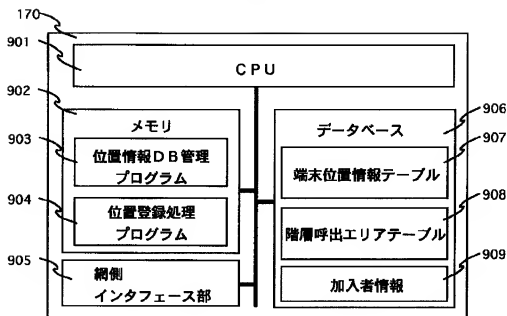 170
901
CPU
902
メモリ
903
位置情報DB管理
プログラム
904
位置登録処理
プログラム
905
網側
インタフェース部
906
データベース
907
端末位置情報テーブル
908
階層呼出エリアテーブル
909
加入者情報